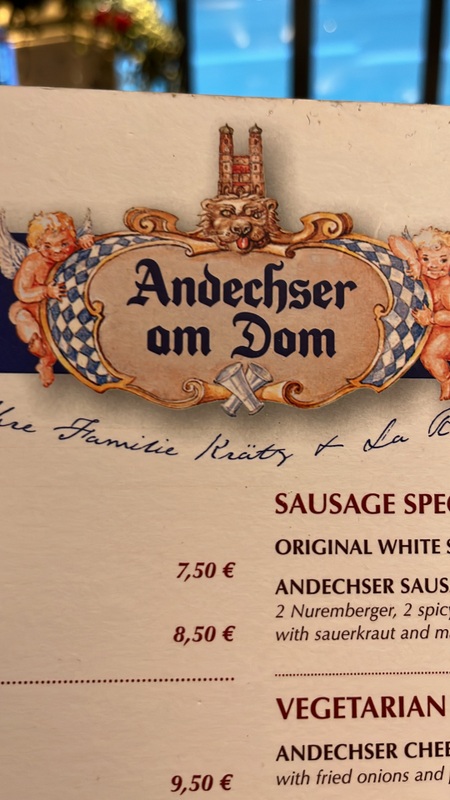 Andechser
am Dom
Familie Krätz + La
7,50 €
8,50 €
9,50 €
SAUSAGE
ORIGINAL WHITE
ANDECHSER
2 Nuremberger, 2
with sauerkraut and
VEGETARIAN
ANDECHSER
with fried onions and